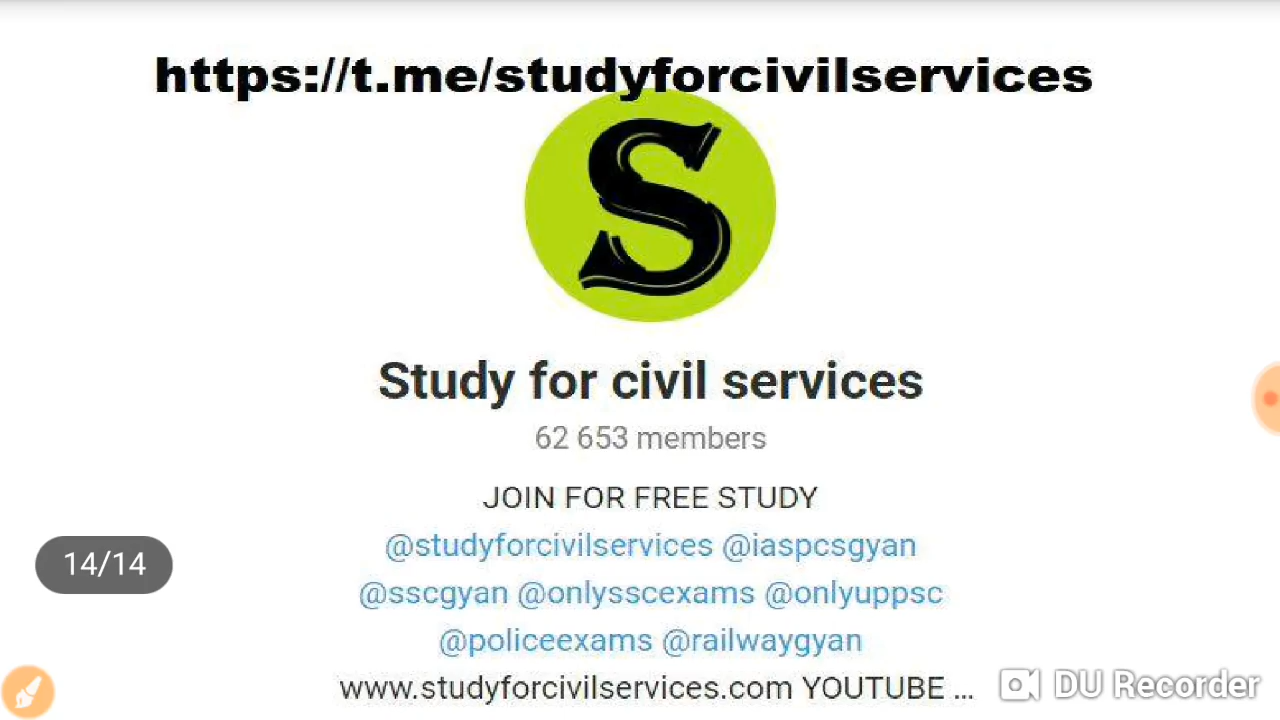 https://t.me/studyforcivilservices
S
Study for civil services
62 653 members
JOIN FOR FREE STUDY
@studyforcivilservices @iaspcsgyan
@sscgyan @onlysscexams @onlyuppsc
@policeexams @railwaygyan
www.studyforcivilservices.com YOUTUBE ...
14/14
DU Recorder